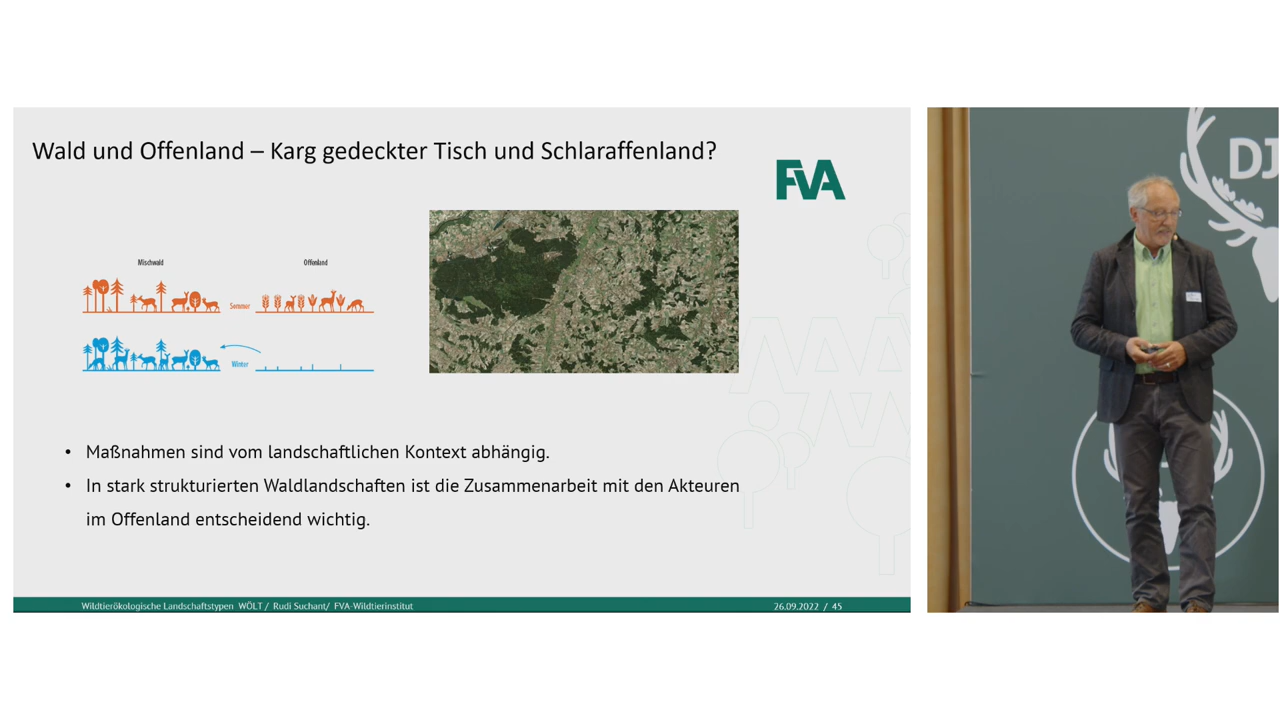 Wald und Offenland – Karg gedeckter Tisch und Schlaraffenland?
FVA
Mischwald
Offenland
Sommer
Winter
• Maßnahmen sind vom landschaftlichen Kontext abhängig.
• In stark strukturierten Waldlandschaften ist die Zusammenarbeit mit den Akteuren
im Offenland entscheidend wichtig.
Wildtierökologische Landschaftstypen WÖLT / Rudi Suchant/ FVA-Wildtierinstitut
26.09.2022 / 45
DJ